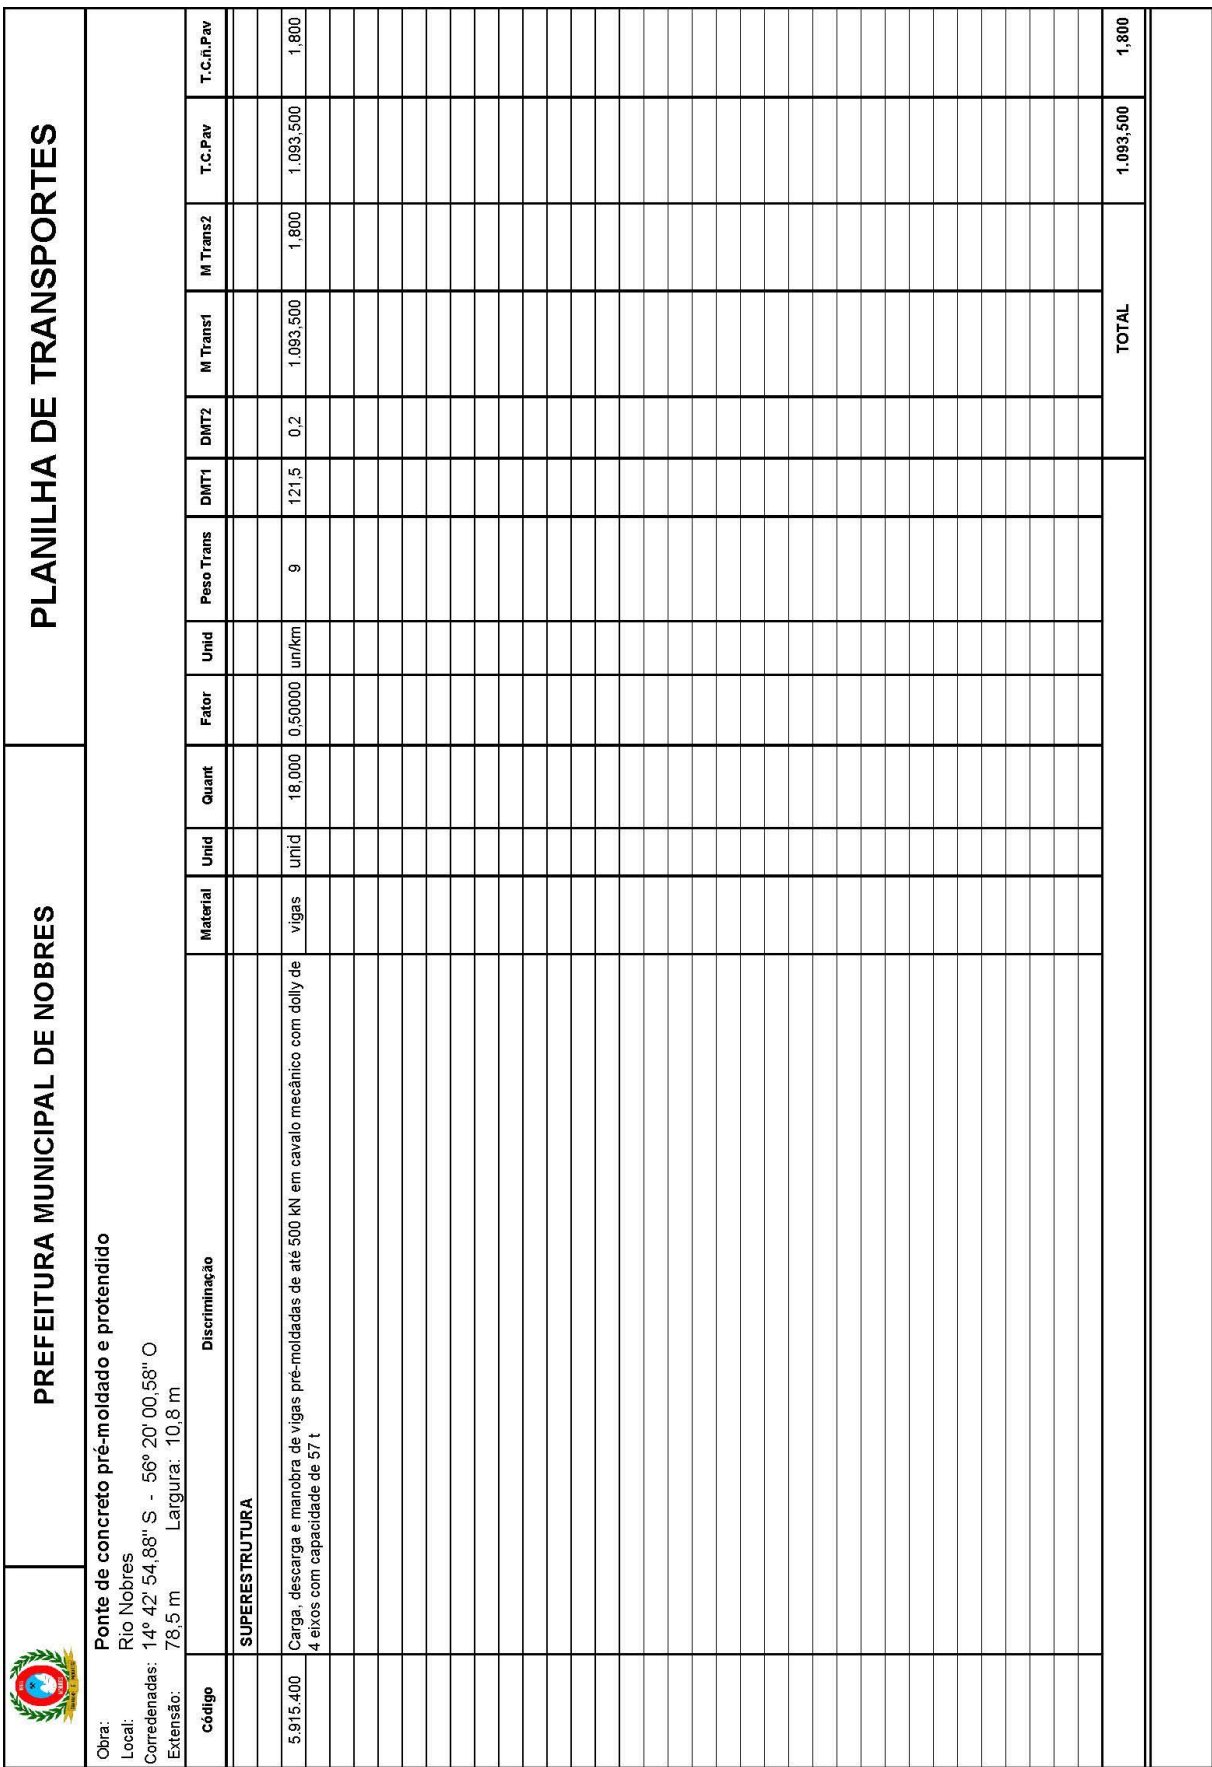 PREFEITURA MUNICIPAL DE NOBRES
PLANILHA DE TRANSPORTES
Obra: Ponte de concreto pré-moldado e protendido
Local: Rio Nobres
Corredenadas: 14º 42' 54,88" S - 56º 20' 00,58" O
Extensão: 78,5 m Largura: 10,8 m
Código Discriminação Material Unid Quant Fator Unid Peso Trans DMT1 DMT2 M Trans1 M Trans2 T.C.Pav T.C.ñ.Pav
SUPERESTRUTURA
5.915.400 Carga, descarga e manobra de vigas pré-moldadas de até 500 kN em cavalo mecânico com dolly de vigas unid 18,000 0,50000 un/km 9 121,5 0,2 1.093,500 1,800 1.093,500 1,800
4 eixos com capacidade de 57 t
TOTAL 1.093,500 1,800